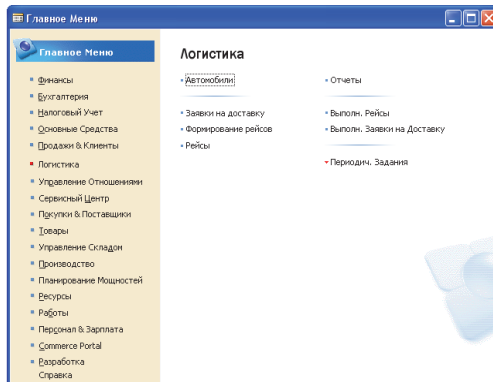 Главное Меню
Главное Меню
Финансы
Бухгалтерия
Налоговый Учет
Основные Средства
Продажи & Клиенты
Логистика
Управление Отношениями
Сервисный Центр
Покупки & Поставщики
Товары
Управление Складом
Производство
Планирование Мощностей
Ресурсы
Работы
Персонал & Зарплата
Commerce Portal
Разработка
Справка
Логистика
Автомобили
Заявки на доставку
Формирование рейсов
Рейсы
Отчеты
Выполн. Рейсы
Выполн. Заявки на Доставку
Периодич. Задания